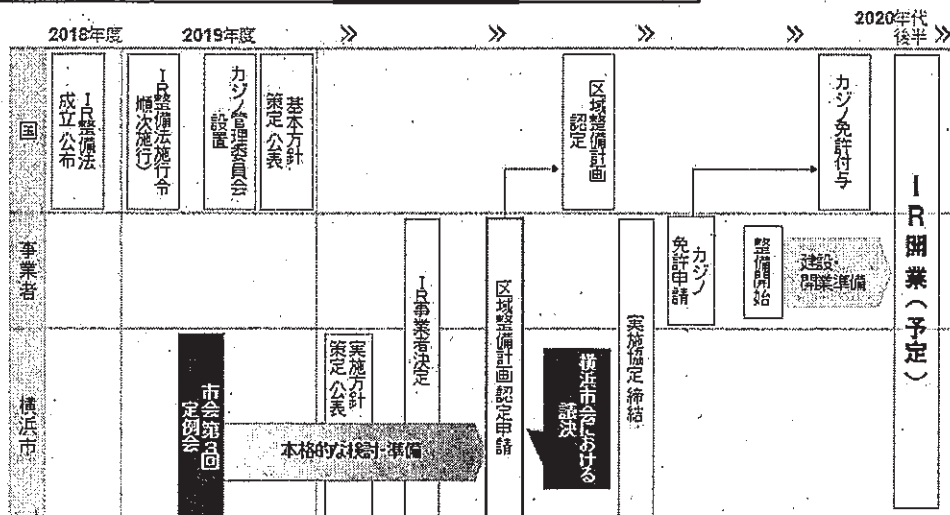 2018年度
2019年度
≫
≫
≫
≫
2020年代
後半
≫
国
IR整備法
成立・公布
IR整備法施行令
順次施行)
カジノ管理委員会
設置
基本方針
策定・公表
区域整備計画
認定
カジノ免許付与
IR開業(予定)
事業者
IR事業者決定
区域整備計画認定申請
実施協定締結
カジノ
免許申請
整備開始
建設・
開業準備
横浜市
市会第3回
定例会
実施方針
策定・公表
本格的な検討・準備
横浜市会における
議決